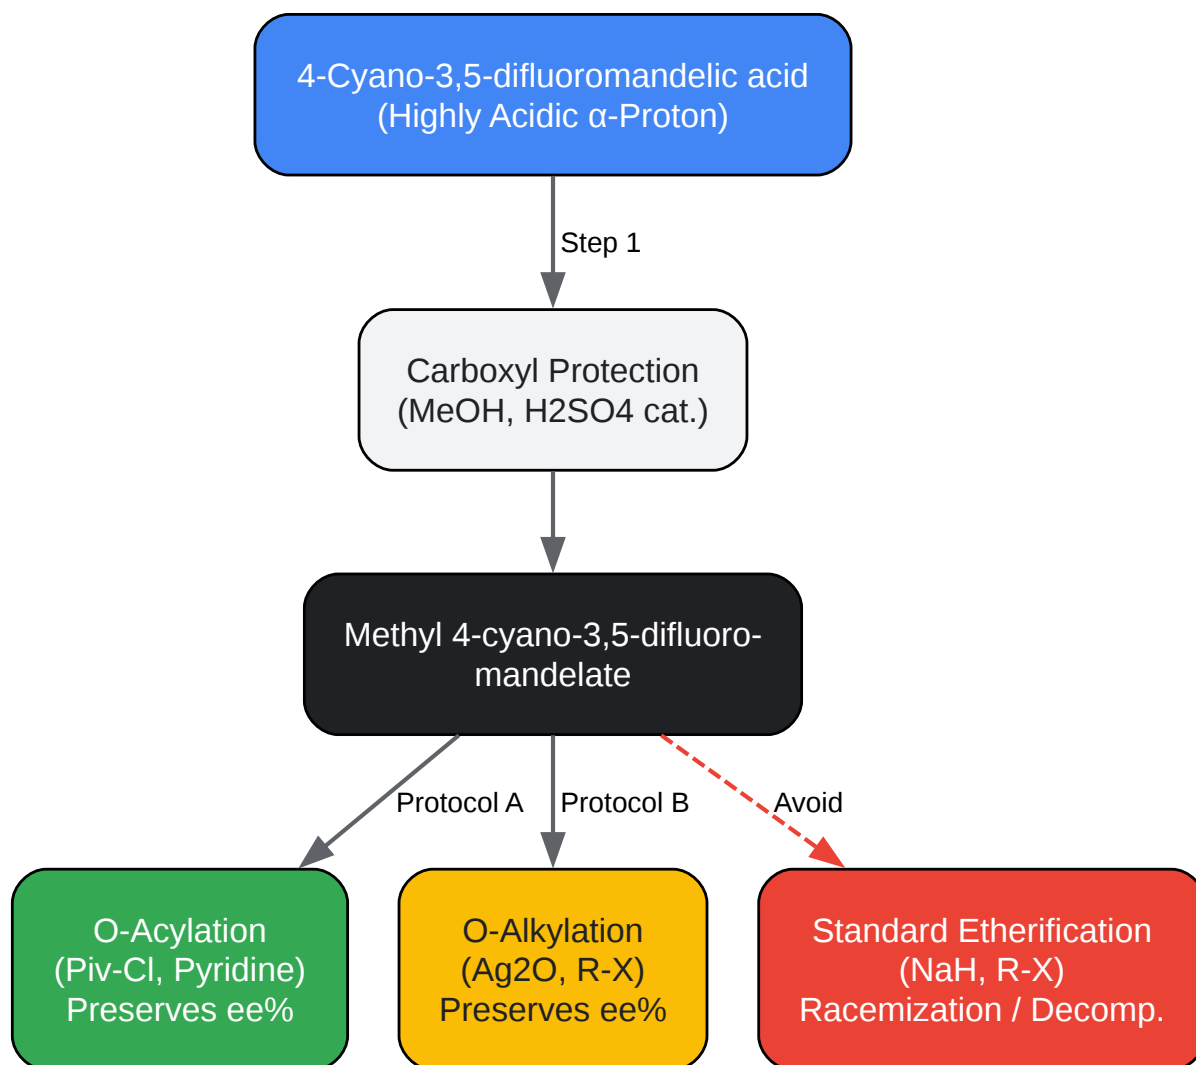 4-Cyano-3,5-difluoromandelic acid
(Highly Acidic α-Proton)
Step 1
Carboxyl Protection
(MeOH, H2SO4 cat.)
Methyl 4-cyano-3,5-difluoro-
mandelate
Protocol A
Protocol B
Avoid
O-Acylation
(Piv-Cl, Pyridine)
Preserves ee%
O-Alkylation
(Ag2O, R-X)
Preserves ee%
Standard Etherification
(NaH, R-X)
Racemization / Decomp.